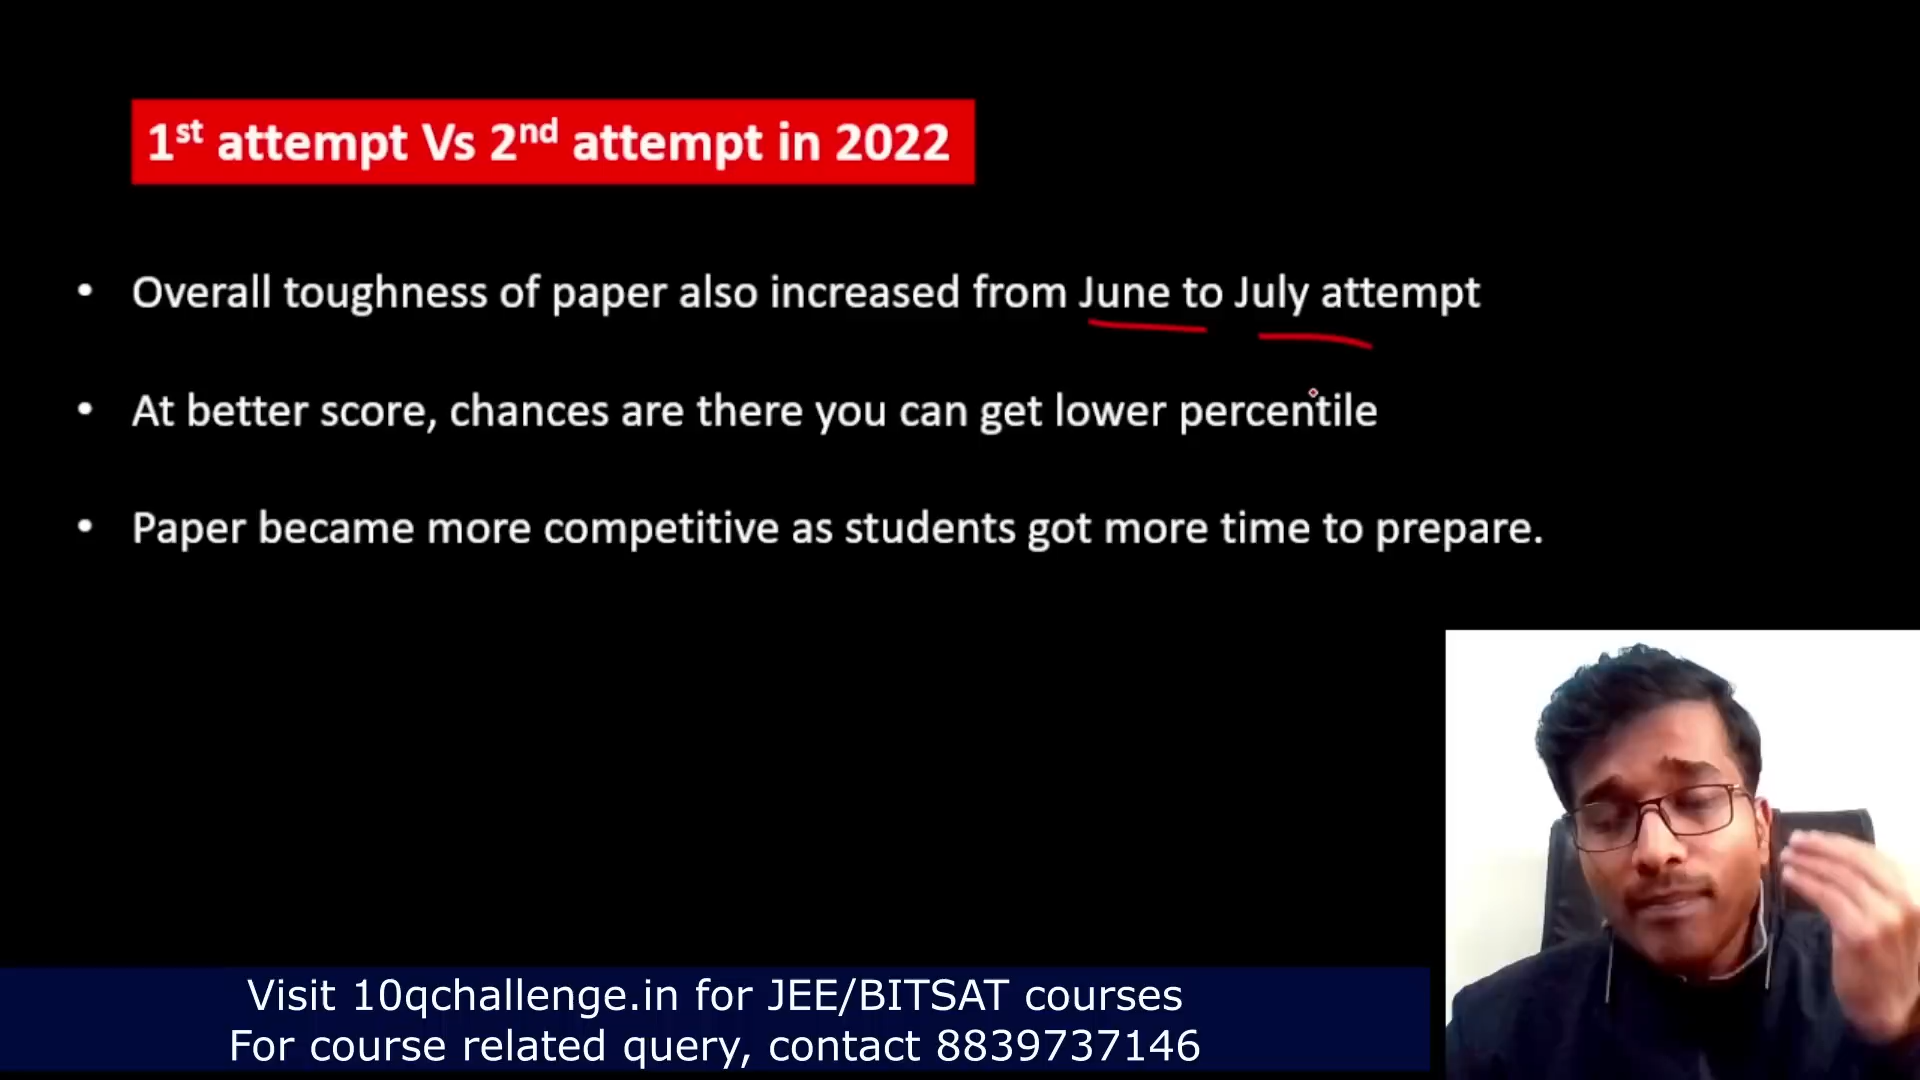 1st attempt Vs 2nd attempt in 2022
• Overall toughness of paper also increased from June to July attempt
• At better score, chances are there you can get lower percentile
• Paper became more competitive as students got more time to prepare.
Visit 10qchallenge.in for JEE/BITSAT courses
For course related query, contact 8839737146